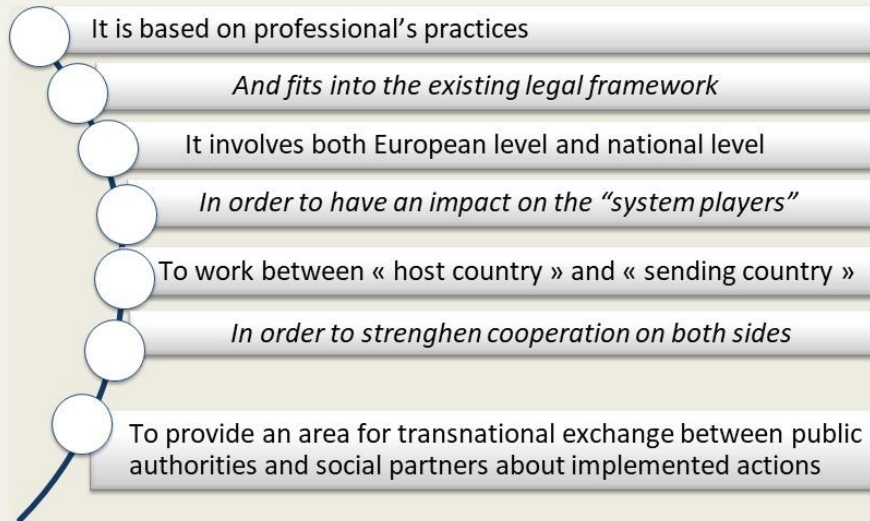 It is based on professional’s practices
And fits into the existing legal framework
It involves both European level and national level
In order to have an impact on the “system players”
To work between « host country » and « sending country »
In order to strenghen cooperation on both sides
To provide an area for transnational exchange between public
authorities and social partners about implemented actions